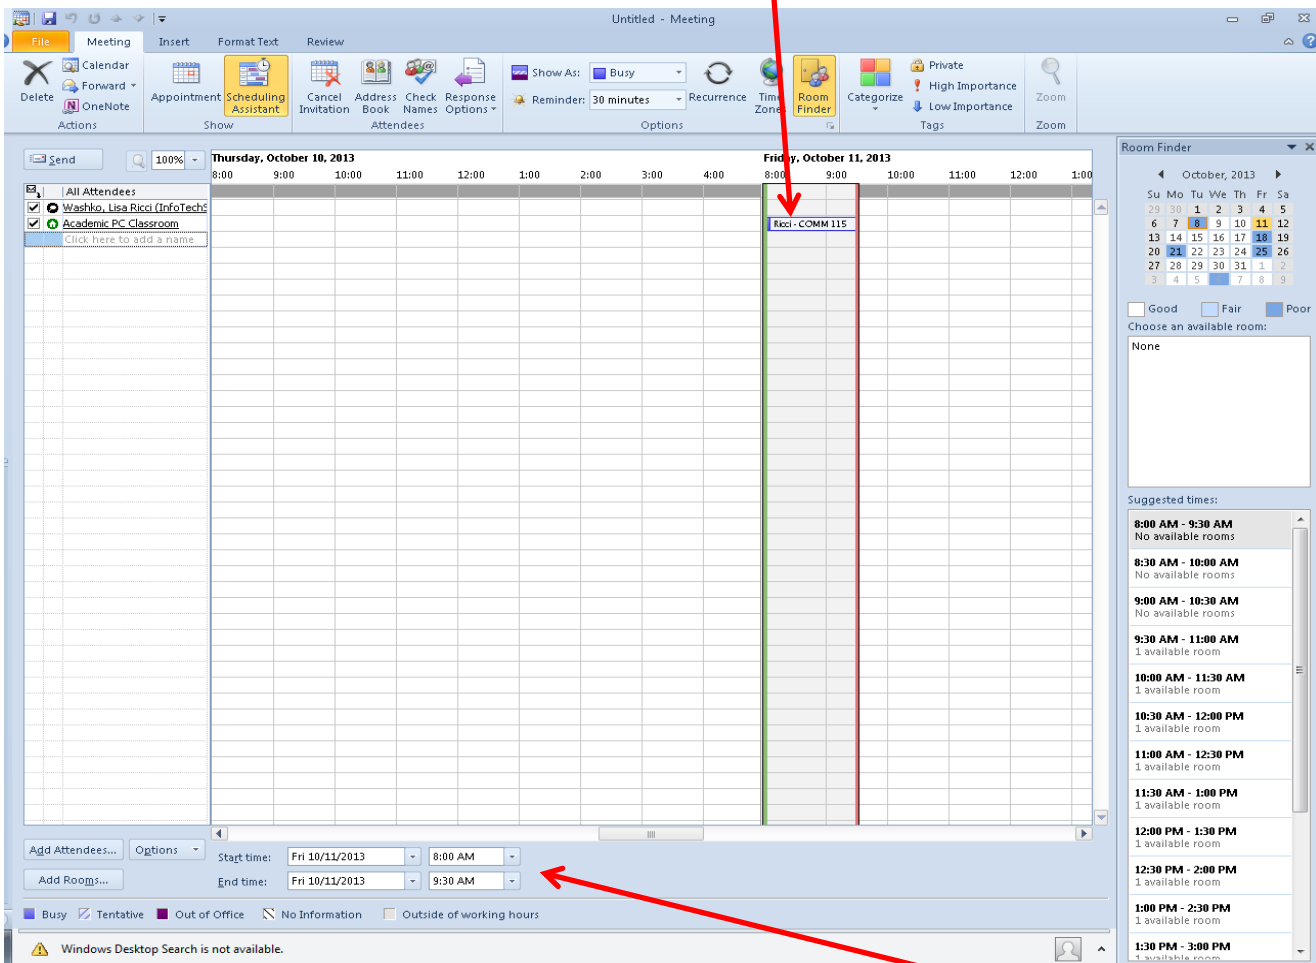 Untitled - Meeting
File Meeting Insert Format Text Review
Delete
Calendar
Forward
OneNote
Actions
Appointment Scheduling Assistant
Show
Cancel Invitation Address Book Check Names Response Options
Attendees
Show As: Busy
Reminder: 30 minutes
Recurrence Time Zones Room Finder
Options
Categorize
Private
High Importance
Low Importance
Tags
Zoom
Zoom
Send 100%
Thursday, October 10, 2013 Friday, October 11, 2013
8:00 9:00 10:00 11:00 12:00 1:00 2:00 3:00 4:00 8:00 9:00 10:00 11:00 12:00 1:00
All Attendees
Washko, Lisa Ricci (InfoTechS
Academic PC Classroom
Click here to add a name
Ricci - COMM 115
Add Attendees... Options
Add Rooms...
Start time: Fri 10/11/2013 8:00 AM
End time: Fri 10/11/2013 9:30 AM
Busy Tentative Out of Office No Information Outside of working hours
Windows Desktop Search is not available.
Room Finder
October, 2013
Su Mo Tu We Th Fr Sa
29 30 1 2 3 4 5
6 7 8 9 10 11 12
13 14 15 16 17 18 19
20 21 22 23 24 25 26
27 28 29 30 31 1 2
3 4 5 7 8 9
Good Fair Poor
Choose an available room:
None
Suggested times:
8:00 AM - 9:30 AM
No available rooms
8:30 AM - 10:00 AM
No available rooms
9:00 AM - 10:30 AM
No available rooms
9:30 AM - 11:00 AM
1 available room
10:00 AM - 11:30 AM
1 available room
10:30 AM - 12:00 PM
1 available room
11:00 AM - 12:30 PM
1 available room
11:30 AM - 1:00 PM
1 available room
12:00 PM - 1:30 PM
1 available room
12:30 PM - 2:00 PM
1 available room
1:00 PM - 2:30 PM
1 available room
1:30 PM - 3:00 PM
1 available room